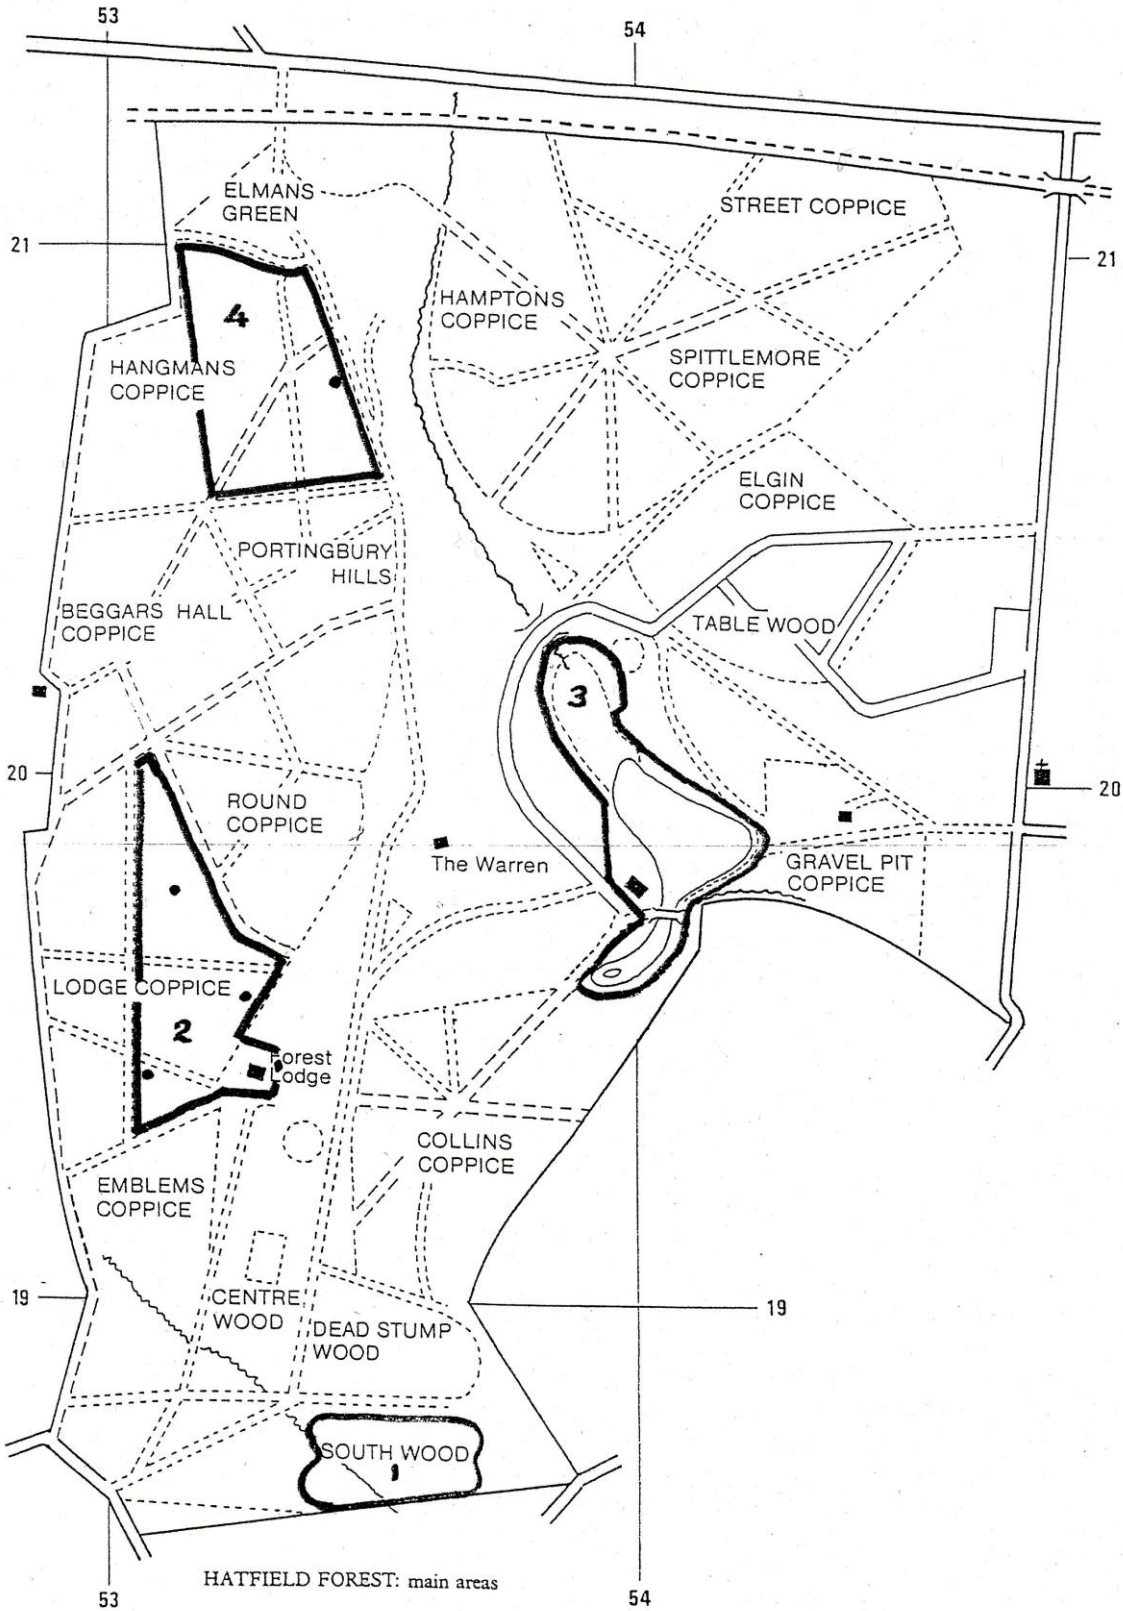 53
54
ELMANS
GREEN
STREET COPPICE
21
21
4
HAMPTONS
COPPICE
HANGMANS
COPPICE
SPITTLEMORE
COPPICE
ELGIN
COPPICE
PORTINGBURY
HILLS
BEGGARS HALL
COPPICE
TABLE WOOD
3
20
20
ROUND
COPPICE
The Warren
GRAVEL PIT
COPPICE
LODGE COPPICE
2
Forest
Lodge
COLLINS
COPPICE
EMBLEMS
COPPICE
19
19
CENTRE
WOOD
DEAD STUMP
WOOD
SOUTH WOOD
1
HATFIELD FOREST: main areas
53
54